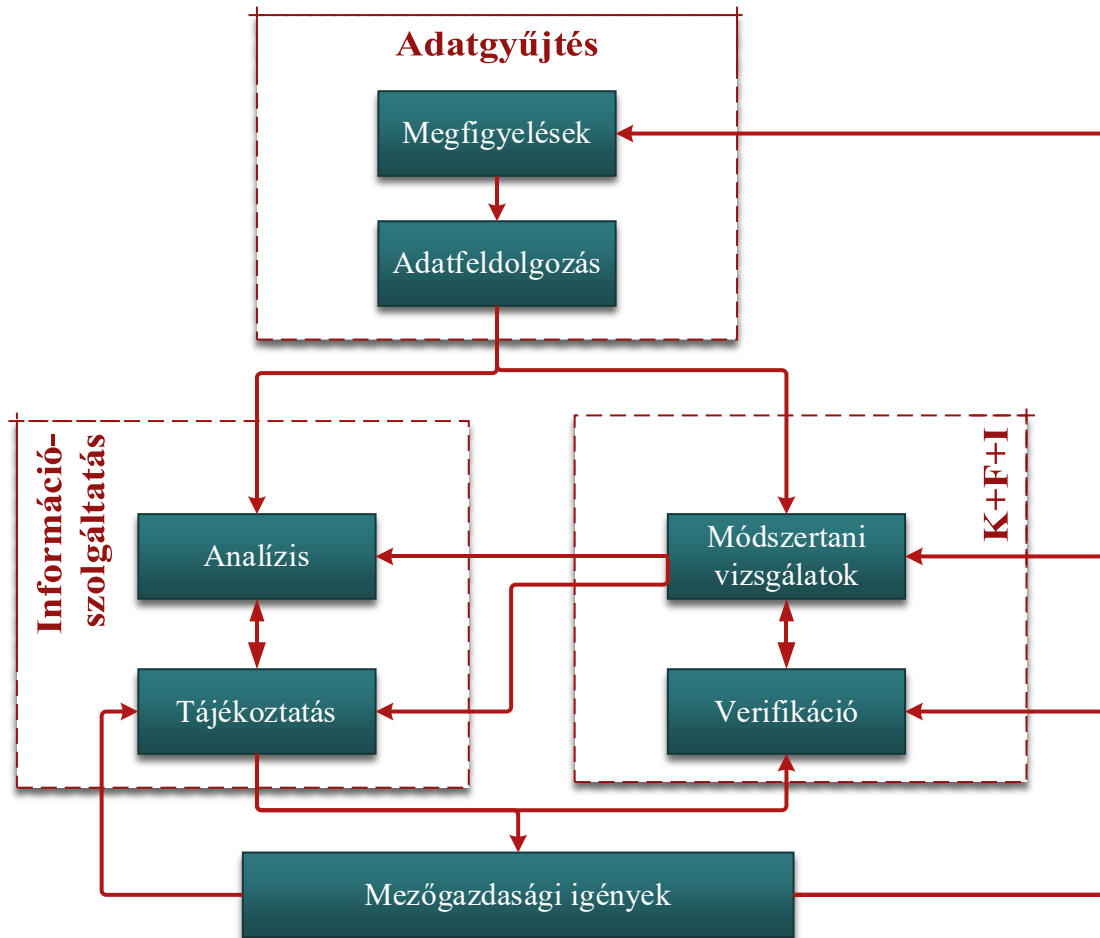 Adatgyűjtés
Megfigyelések
Adatfeldolgozás
Információ-
szolgáltatás
Analízis
Tájékoztatás
K+F+I
Módszertani
vizsgálatok
Verifikáció
Mezőgazdasági igények